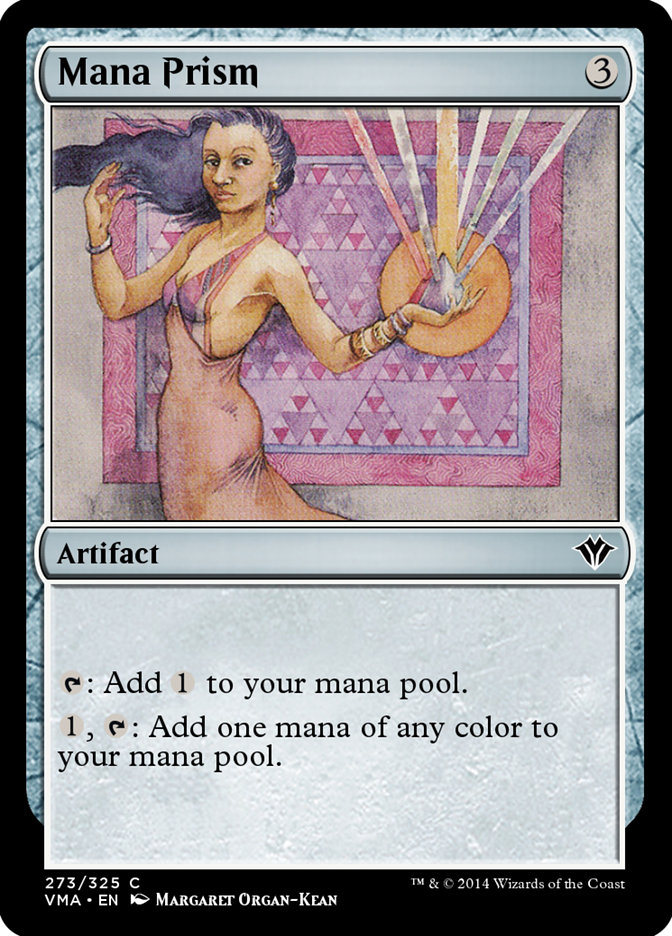 Mana Prism 3
Artifact
: Add 1 to your mana pool.
1, : Add one mana of any color to
your mana pool.
273/325 C
VMA • EN MARGARET ORGAN-KEAN
™ & © 2014 Wizards of the Coast